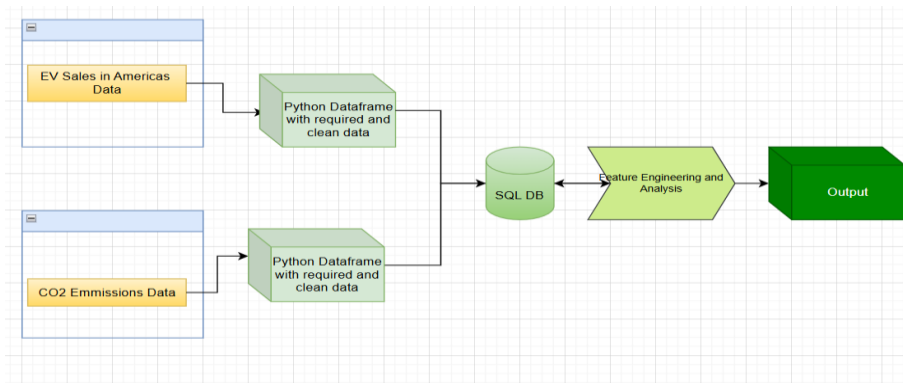 EV Sales in Americas
Data
Python Dataframe
with required and
clean data
SQL DB
Feature Engineering and
Analysis
Output
CO2 Emmissions Data
Python Dataframe
with required and
clean data